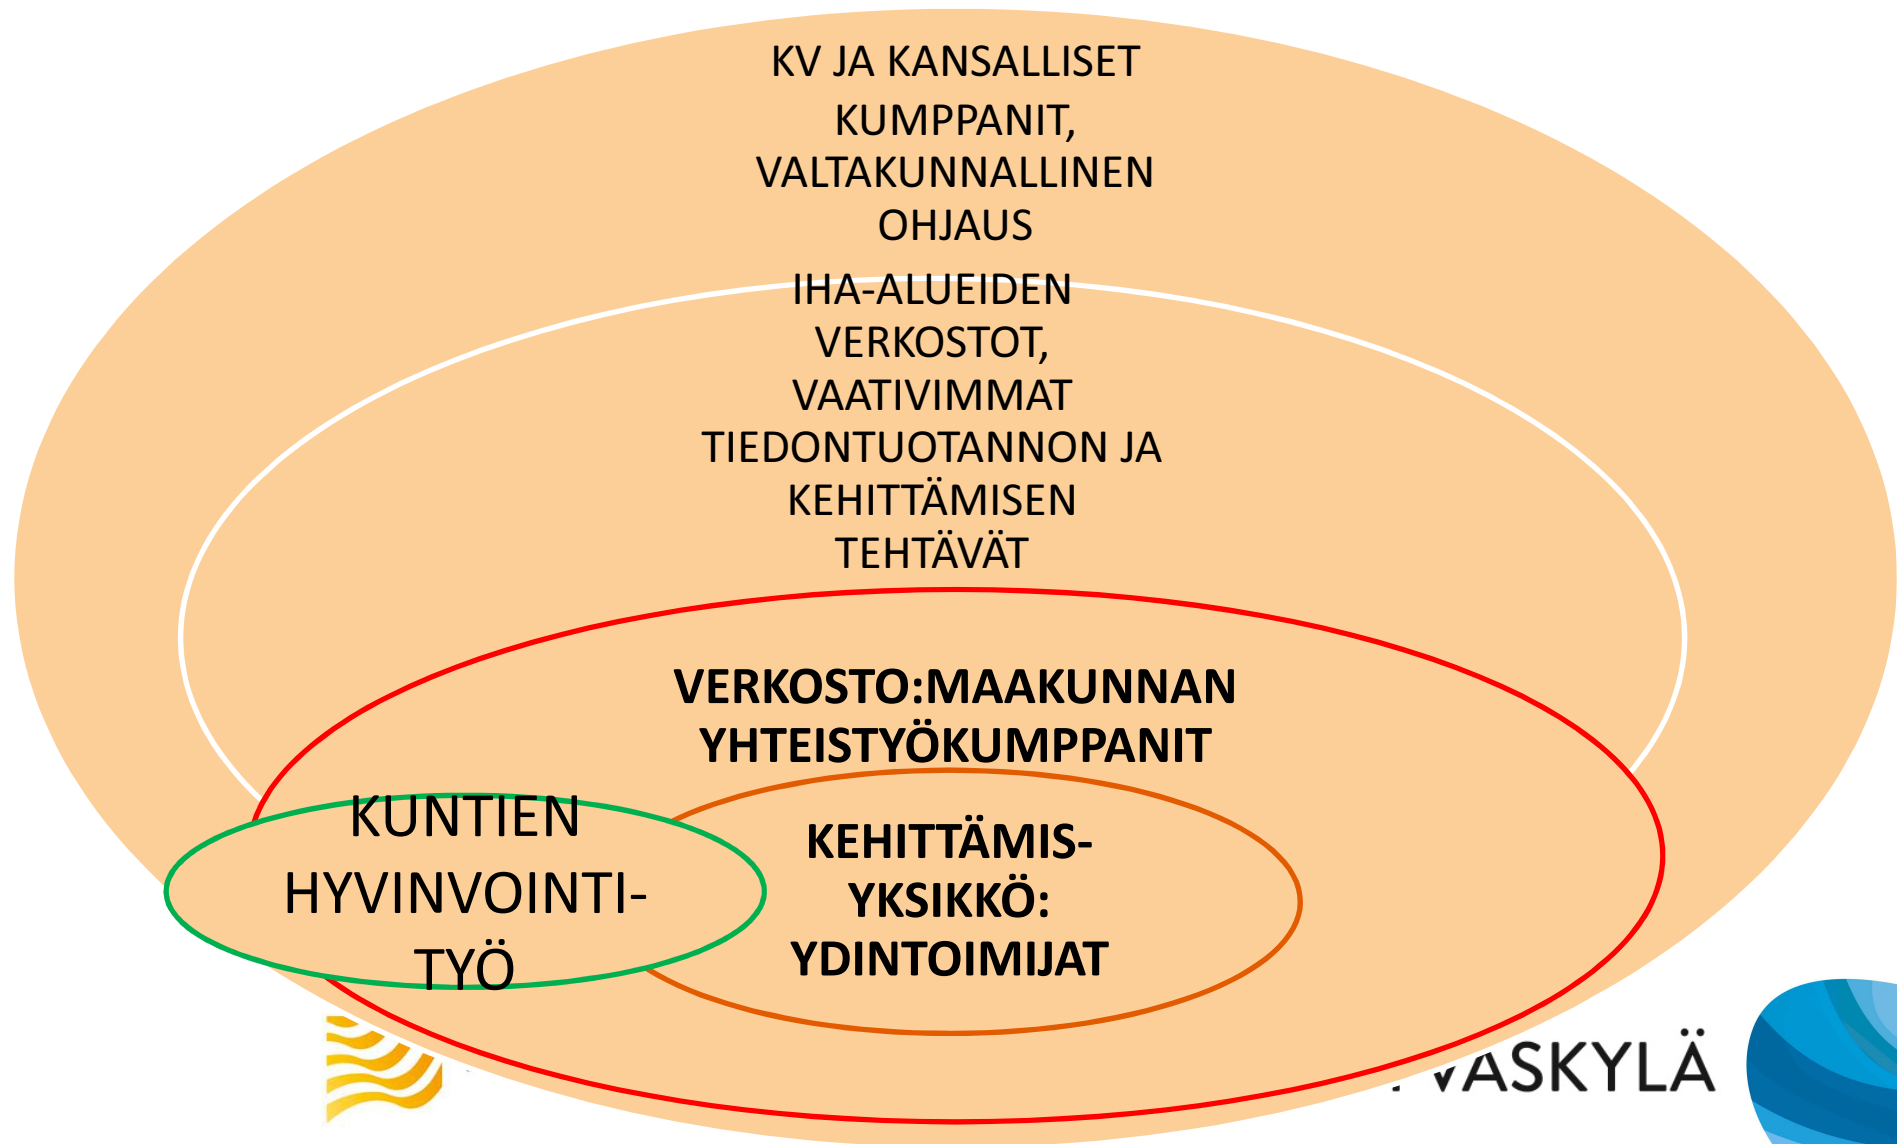 KV JA KANSALLISET
KUMPPANIT,
VALTAKUNNALLINEN
OHJAUS
IHA-ALUEIDEN
VERKOSTOT,
VAATIVIMMAT
TIEDONTUOTANNON JA
KEHITTÄMISEN
TEHTÄVÄT
VERKOSTO:MAAKUNNAN
YHTEISTYÖKUMPPANIT
KUNTIEN
HYVINVOINTI-
TYÖ
KEHITTÄMIS-
YKSIKKÖ:
YDINTOIMIJAT